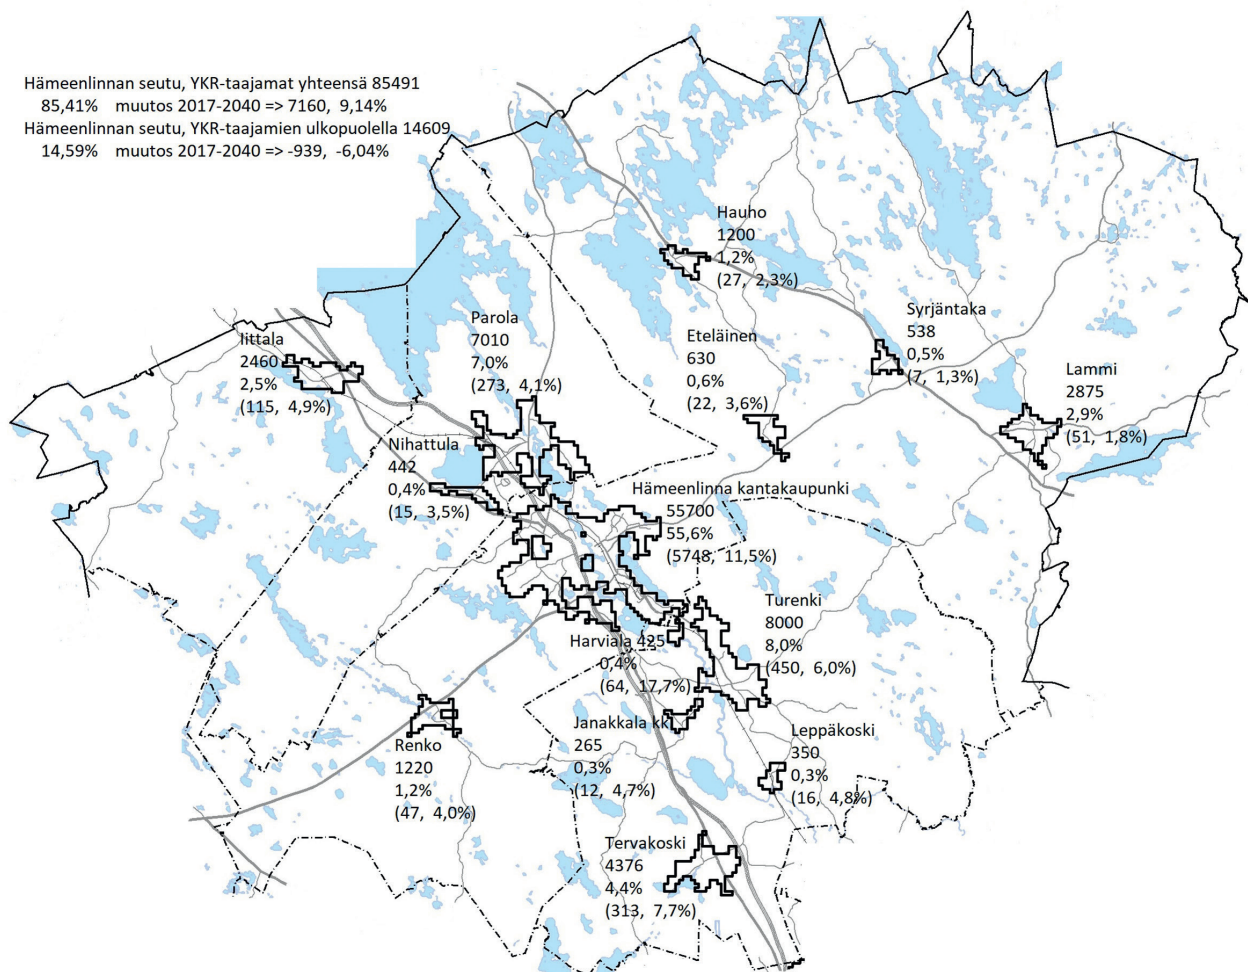 Hämeenlinnan seutu, YKR-taajamat yhteensä 85491
85,41% muutos 2017-2040 => 7160, 9,14%
Hämeenlinnan seutu, YKR-taajamien ulkopuolella 14609
14,59% muutos 2017-2040 => -939, -6,04%
Hauho
1200
1,2%
(27, 2,3%)
Syrjäntaka
538
0,5%
(7, 1,3%)
Parola
7010
7,0%
(273, 4,1%)
Iittala
2460
2,5%
(115, 4,9%)
Eteläinen
630
0,6%
(22, 3,6%)
Lammi
2875
2,9%
(51, 1,8%)
Nihattula
442
0,4%
(15, 3,5%)
Hämeenlinna kantakaupunki
55700
55,6%
(5748, 11,5%)
Turenki
8000
8,0%
(450, 6,0%)
Harviala 425
0,4%
(64, 17,7%)
Janakkala kk
265
0,3%
(12, 4,7%)
Leppäkoski
350
0,3%
(16, 4,8%)
Renko
1220
1,2%
(47, 4,0%)
Tervakoski
4376
4,4%
(313, 7,7%)